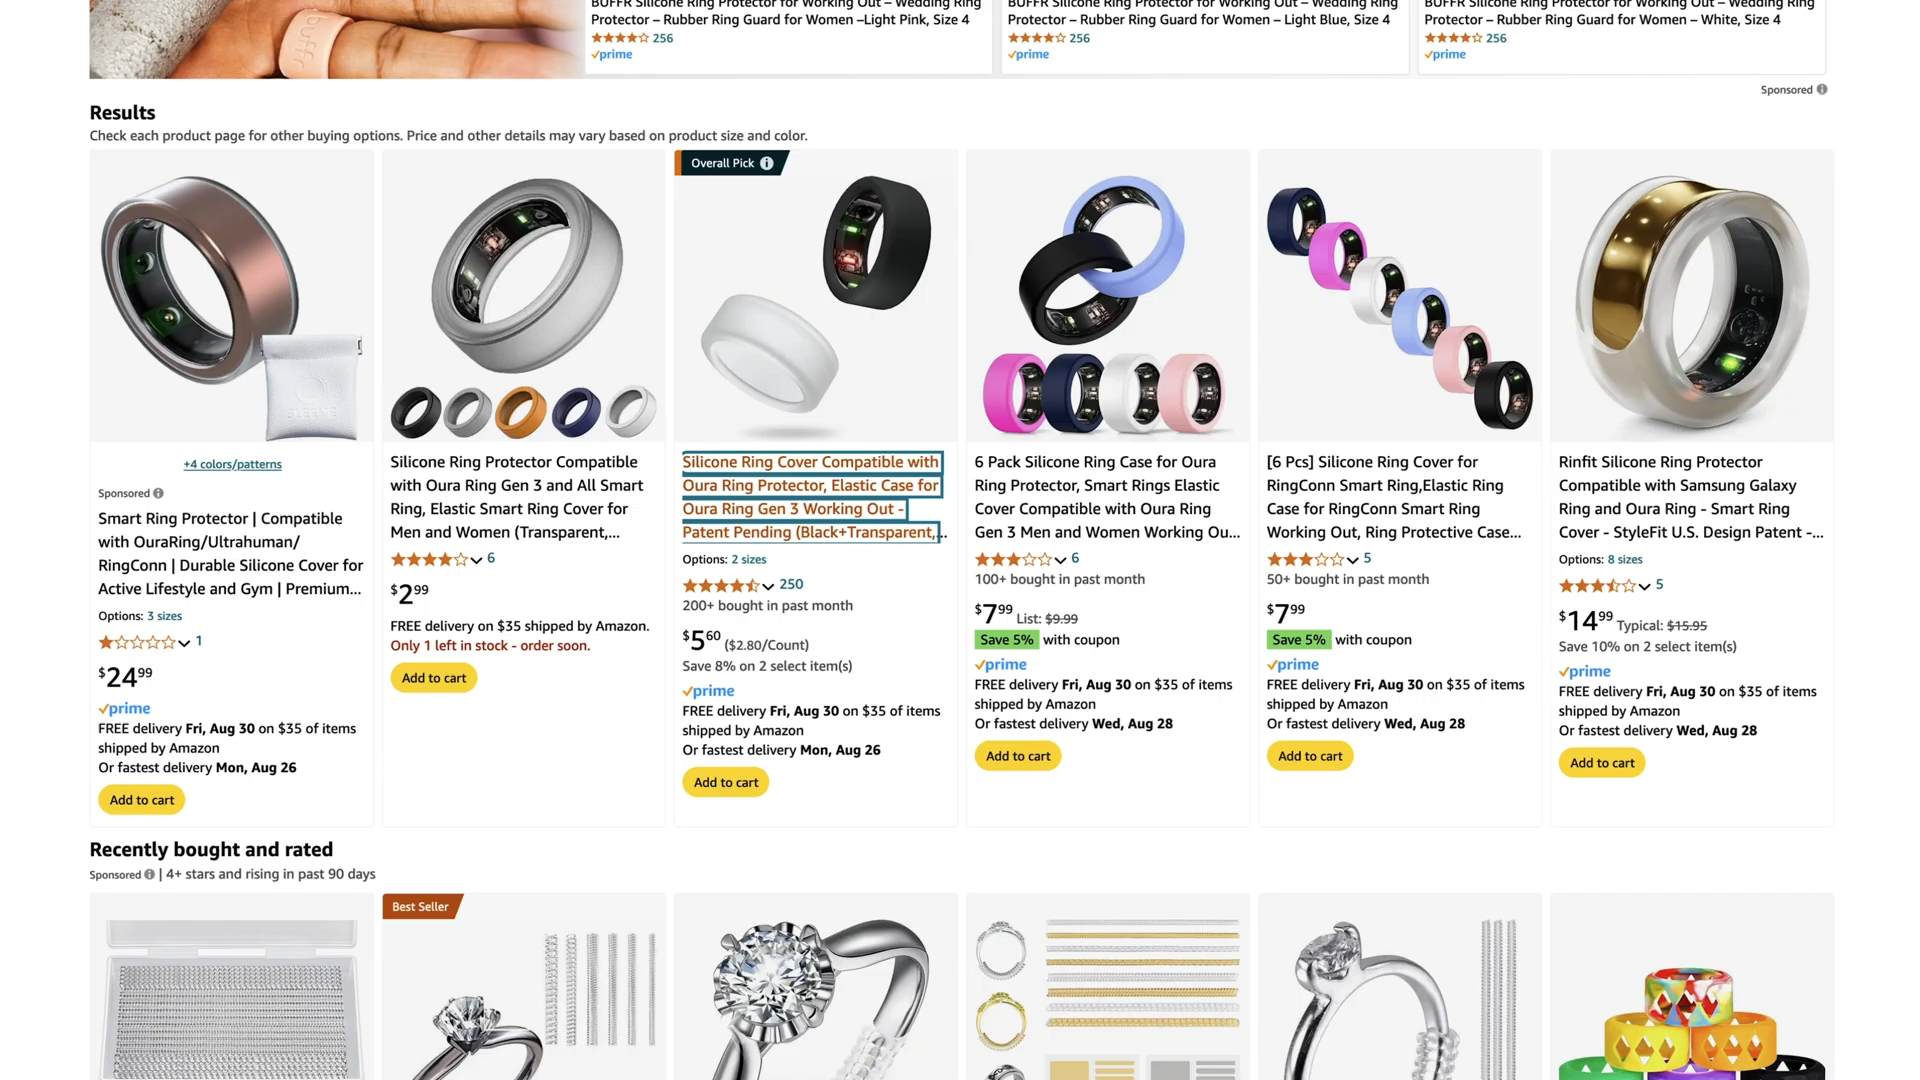 BUFFR Silicone Ring Protector for Working Out – Wedding Ring
Protector – Rubber Ring Guard for Women –Light Pink, Size 4
256
prime
BUFFR Silicone Ring Protector for Working Out – Wedding Ring
Protector – Rubber Ring Guard for Women – Light Blue, Size 4
256
prime
BUFFR Silicone Ring Protector for Working Out – Wedding Ring
Protector – Rubber Ring Guard for Women – White, Size 4
256
prime
buffr
Sponsored
Results
Check each product page for other buying options. Price and other details may vary based on product size and color.
+4 colors/patterns
Sponsored
Smart Ring Protector | Compatible
with OuraRing/Ultrahuman/
RingConn | Durable Silicone Cover for
Active Lifestyle and Gym | Premium...
Options: 3 sizes
1
$24.99
prime
FREE delivery Fri, Aug 30 on $35 of items
shipped by Amazon
Or fastest delivery Mon, Aug 26
Add to cart
Silicone Ring Protector Compatible
with Oura Ring Gen 3 and All Smart
Ring, Elastic Smart Ring Cover for
Men and Women (Transparent,...
6
$2.99
FREE delivery on $35 shipped by Amazon.
Only 1 left in stock - order soon.
Add to cart
Overall Pick
Silicone Ring Cover Compatible with
Oura Ring Protector, Elastic Case for
Oura Ring Gen 3 Working Out -
Patent Pending (Black+Transparent,...
Options: 2 sizes
250
200+ bought in past month
$5.60 ($2.80/Count)
Save 8% on 2 select item(s)
prime
FREE delivery Fri, Aug 30 on $35 of items
shipped by Amazon
Or fastest delivery Mon, Aug 26
Add to cart
6 Pack Silicone Ring Case for Oura
Ring Protector, Smart Rings Elastic
Cover Compatible with Oura Ring
Gen 3 Men and Women Working Ou...
6
100+ bought in past month
$7.99 List: $9.99
Save 5% with coupon
prime
FREE delivery Fri, Aug 30 on $35 of items
shipped by Amazon
Or fastest delivery Wed, Aug 28
Add to cart
[6 Pcs] Silicone Ring Cover for
RingConn Smart Ring,Elastic Ring
Case for RingConn Smart Ring
Working Out, Ring Protective Case...
5
50+ bought in past month
$7.99
Save 5% with coupon
prime
FREE delivery Fri, Aug 30 on $35 of items
shipped by Amazon
Or fastest delivery Wed, Aug 28
Add to cart
Rinfit Silicone Ring Protector
Compatible with Samsung Galaxy
Ring and Oura Ring - Smart Ring
Cover - StyleFit U.S. Design Patent -...
Options: 8 sizes
5
$14.99 Typical: $15.95
Save 10% on 2 select item(s)
prime
FREE delivery Fri, Aug 30 on $35 of items
shipped by Amazon
Or fastest delivery Wed, Aug 28
Add to cart
Recently bought and rated
Sponsored | 4+ stars and rising in past 90 days
Best Seller